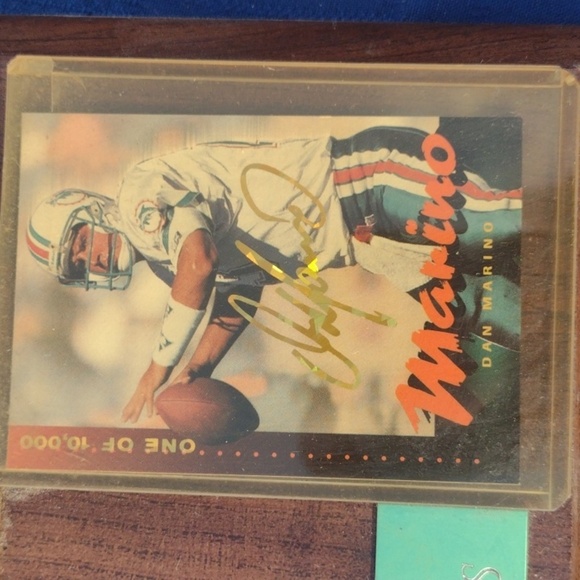 Marino
DAN MARINO
ONE OF 10,000